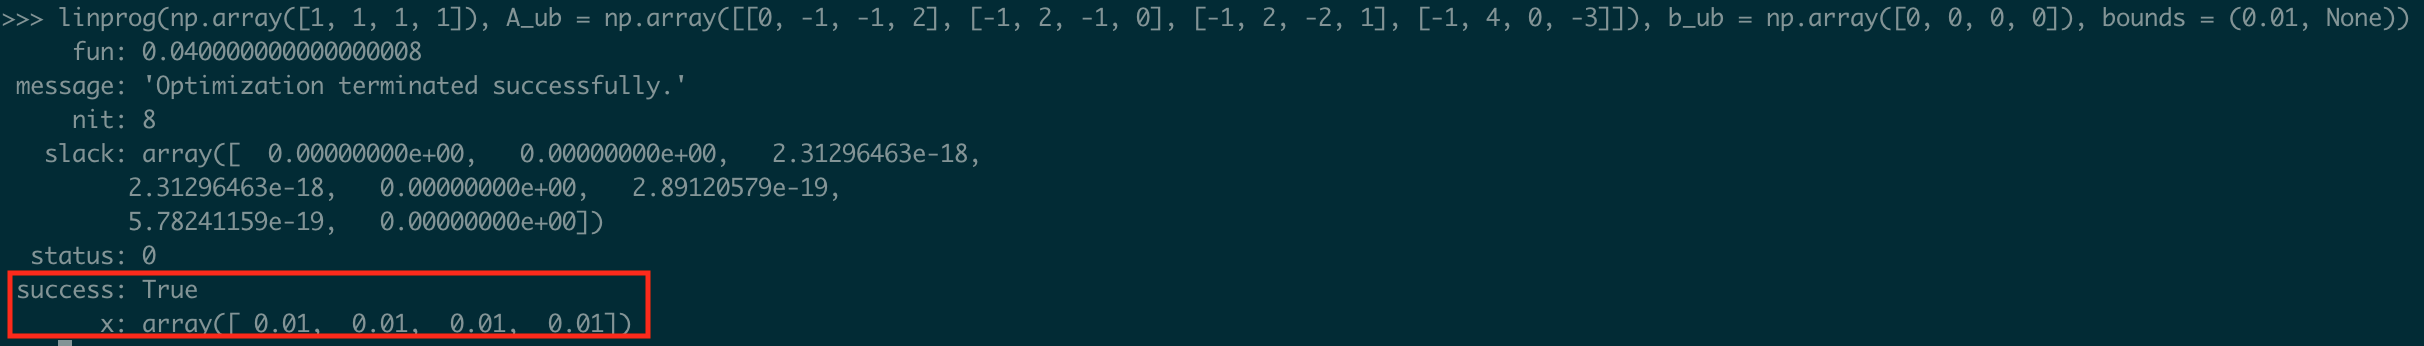 >>> linprog(np.array([1, 1, 1, 1]), A_ub = np.array([[0, -1, -1, 2], [-1, 2, -1, 0], [-1, 2, -2, 1], [-1, 4, 0, -3]]), b_ub = np.array([0, 0, 0, 0]), bounds = (0.01, None))
fun: 0.040000000000000008
message: 'Optimization terminated successfully.'
nit: 8
slack: array([  0.00000000e+00,   0.00000000e+00,   2.31296463e-18,
2.31296463e-18,   0.00000000e+00,   2.89120579e-19,
5.78241159e-19,   0.00000000e+00])
status: 0
success: True
x: array([ 0.01,  0.01,  0.01,  0.01])